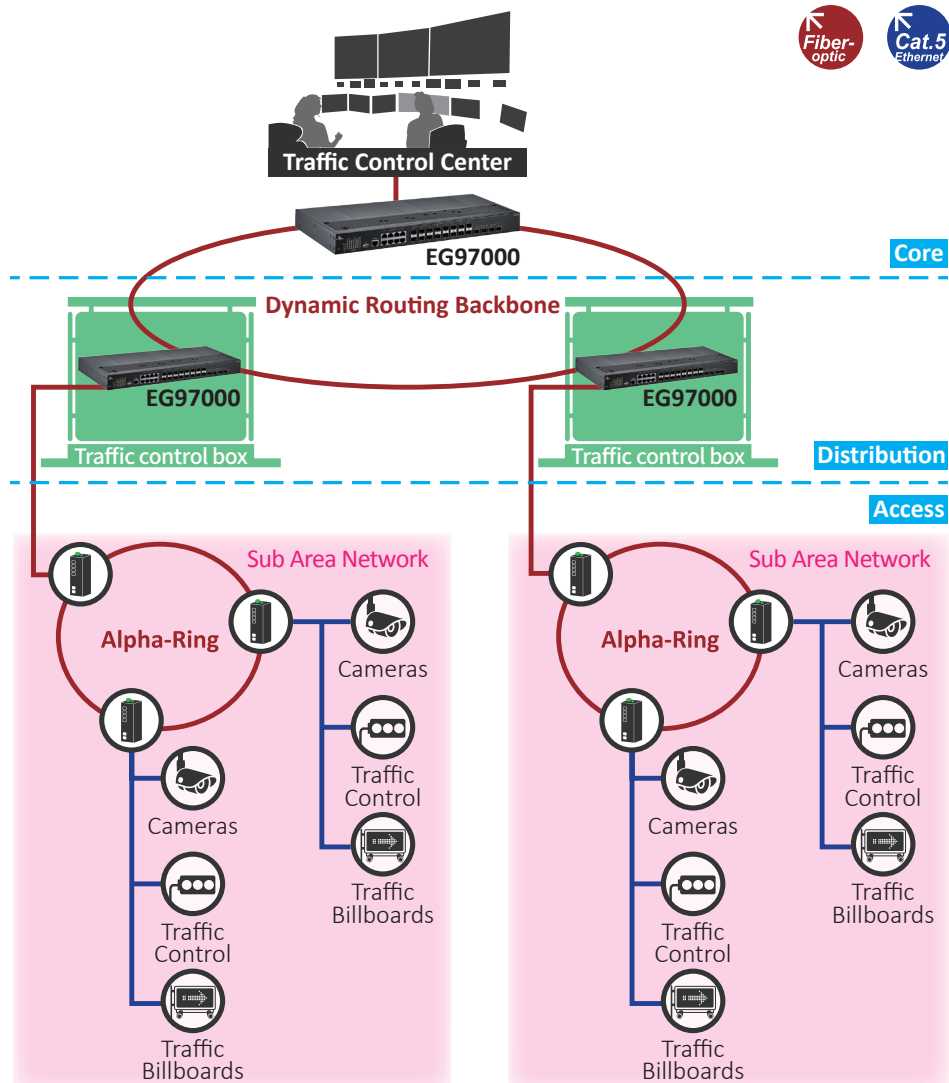 Fiber-
optic
Cat.5
Ethernet
Traffic Control Center
EG97000
Core
Dynamic Routing Backbone
EG97000
EG97000
Traffic control box
Traffic control box
Distribution
Access
Sub Area Network
Alpha-Ring
Cameras
Traffic
Control
Traffic
Billboards
Cameras
Traffic
Control
Traffic
Billboards
Sub Area Network
Alpha-Ring
Cameras
Traffic
Control
Traffic
Billboards
Cameras
Traffic
Control
Traffic
Billboards